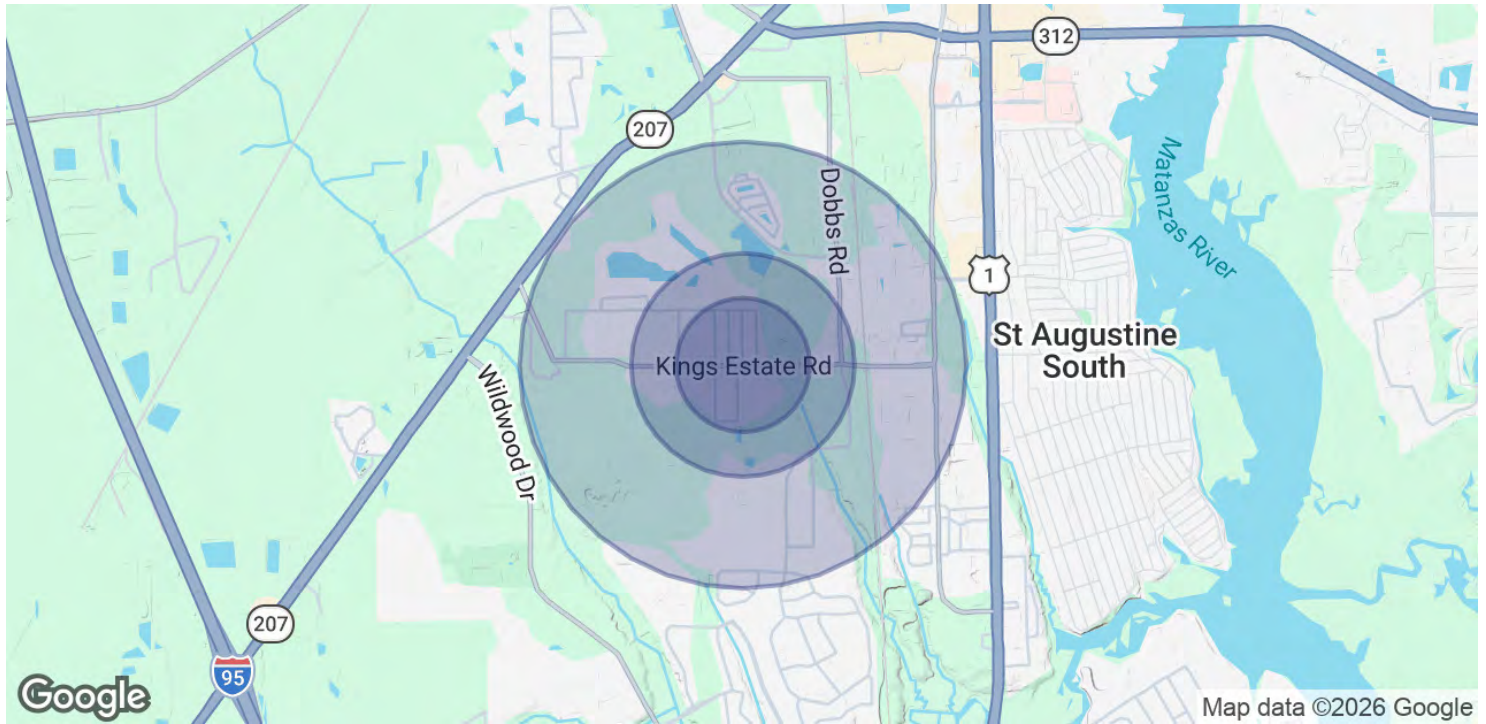 312
207
Dobbs Rd
Matanzas River
1
St Augustine
South
Kings Estate Rd
Wildwood Dr
207
95
Google
Map data ©2026 Google